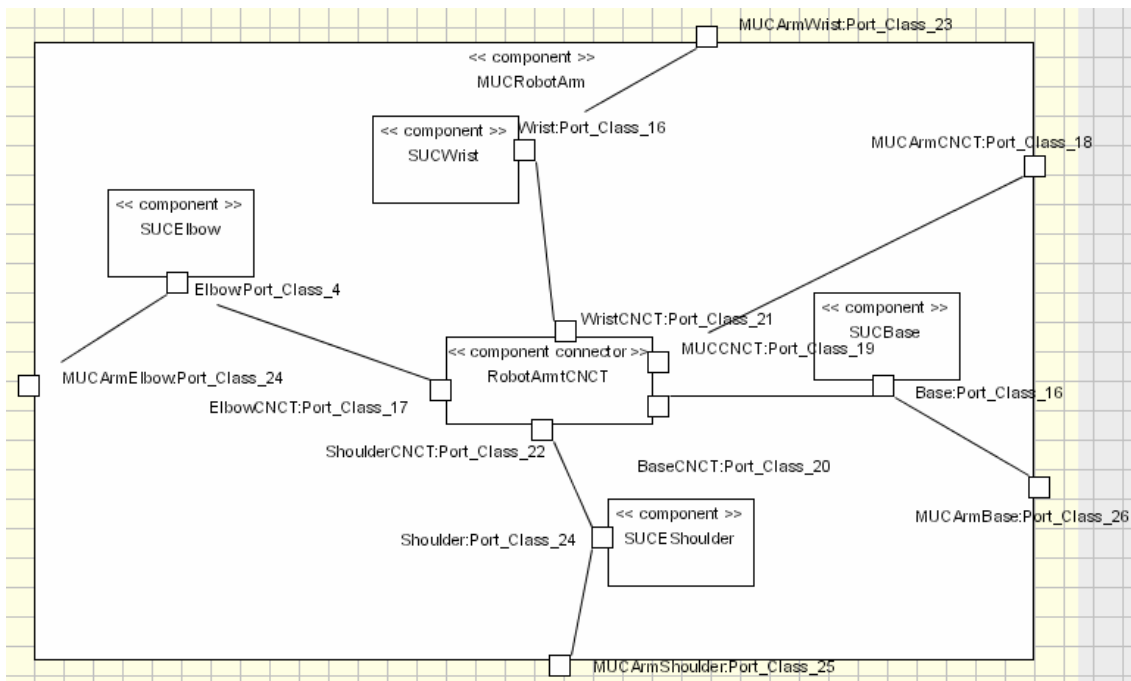 MUCArmWrist:Port_Class_23
<< component >>
MUCRobotArm
<< component >>
SUCWrist
Wrist:Port_Class_16
MUCArmCNCT:Port_Class_18
<< component >>
SUCElbow
Elbow:Port_Class_4
WristCNCT:Port_Class_21
<< component >>
SUCBase
<< component connector >>
RobotArmtCNCT
MUCCNCT:Port_Class_19
MUCArmElbow:Port_Class_24
Base:Port_Class_16
ElbowCNCT:Port_Class_17
ShoulderCNCT:Port_Class_22
BaseCNCT:Port_Class_20
MUCArmBase:Port_Class_26
<< component >>
SUCEShoulder
Shoulder:Port_Class_24
MUCArmShoulder:Port_Class_25